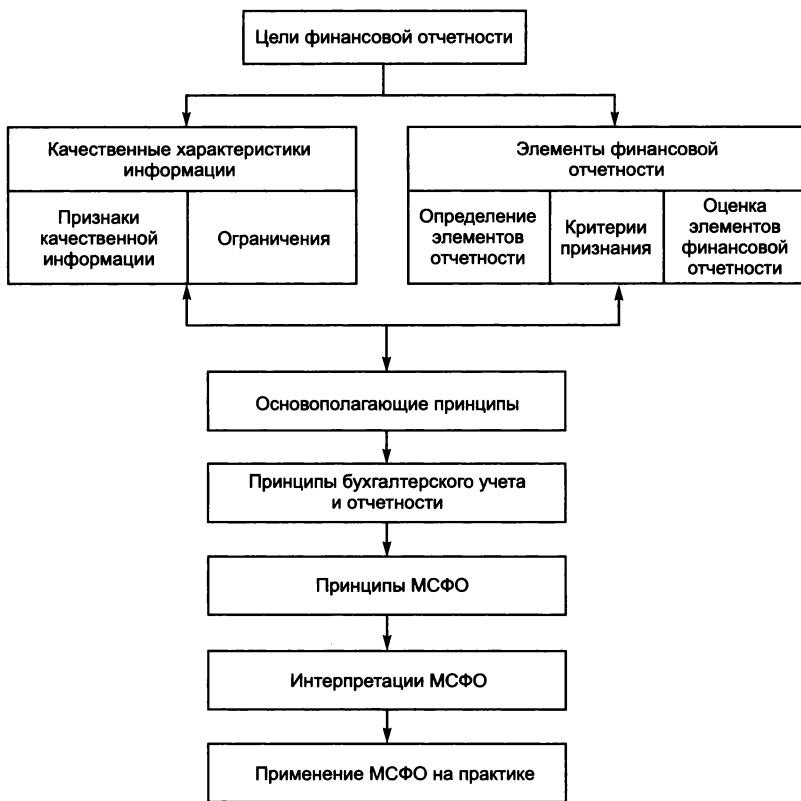 Цели финансовой отчетности
Качественные характеристики
информации
Признаки
качественной
информации
Ограничения
Элементы финансовой
отчетности
Определение
элементов
отчетности
Критерии
признания
Оценка
элементов
финансовой
отчетности
Основополагающие принципы
Принципы бухгалтерского учета
и отчетности
Принципы МСФО
Интерпретации МСФО
Применение МСФО на практике